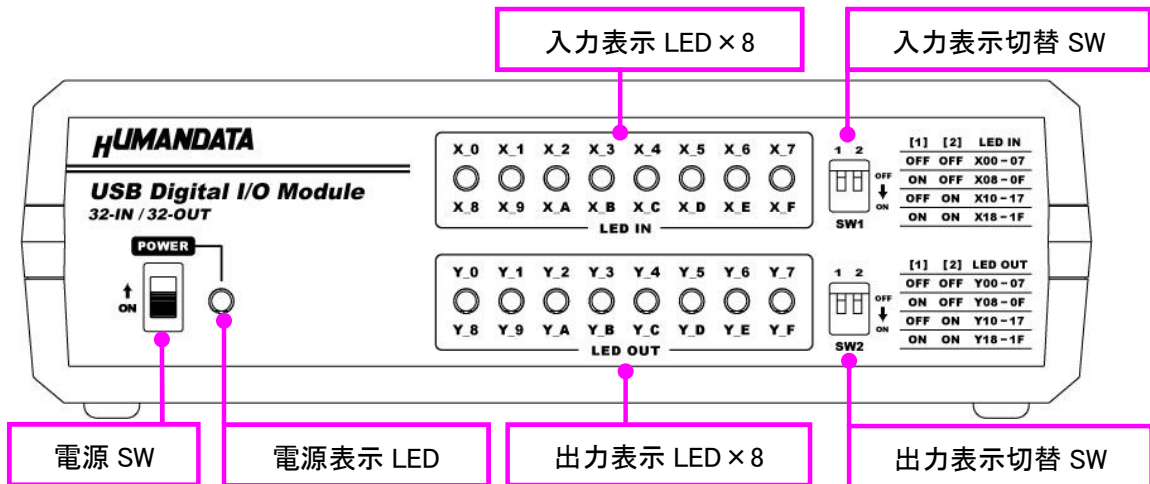 入力表示 LED×8
入力表示切替 SW
HUMANDATA
USB Digital I/O Module
32-IN / 32-OUT
POWER
↑
ON
X_0 X_1 X_2 X_3 X_4 X_5 X_6 X_7
X_8 X_9 X_A X_B X_C X_D X_E X_F
LED IN
1 2
OFF
↓
ON
SW1
[1] [2] LED IN
OFF OFF X00-07
ON OFF X08-0F
OFF ON X10-17
ON ON X18-1F
Y_0 Y_1 Y_2 Y_3 Y_4 Y_5 Y_6 Y_7
Y_8 Y_9 Y_A Y_B Y_C Y_D Y_E Y_F
LED OUT
1 2
OFF
↓
ON
SW2
[1] [2] LED OUT
OFF OFF Y00-07
ON OFF Y08-0F
OFF ON Y10-17
ON ON Y18-1F
電源 SW
電源表示 LED
出力表示 LED×8
出力表示切替 SW